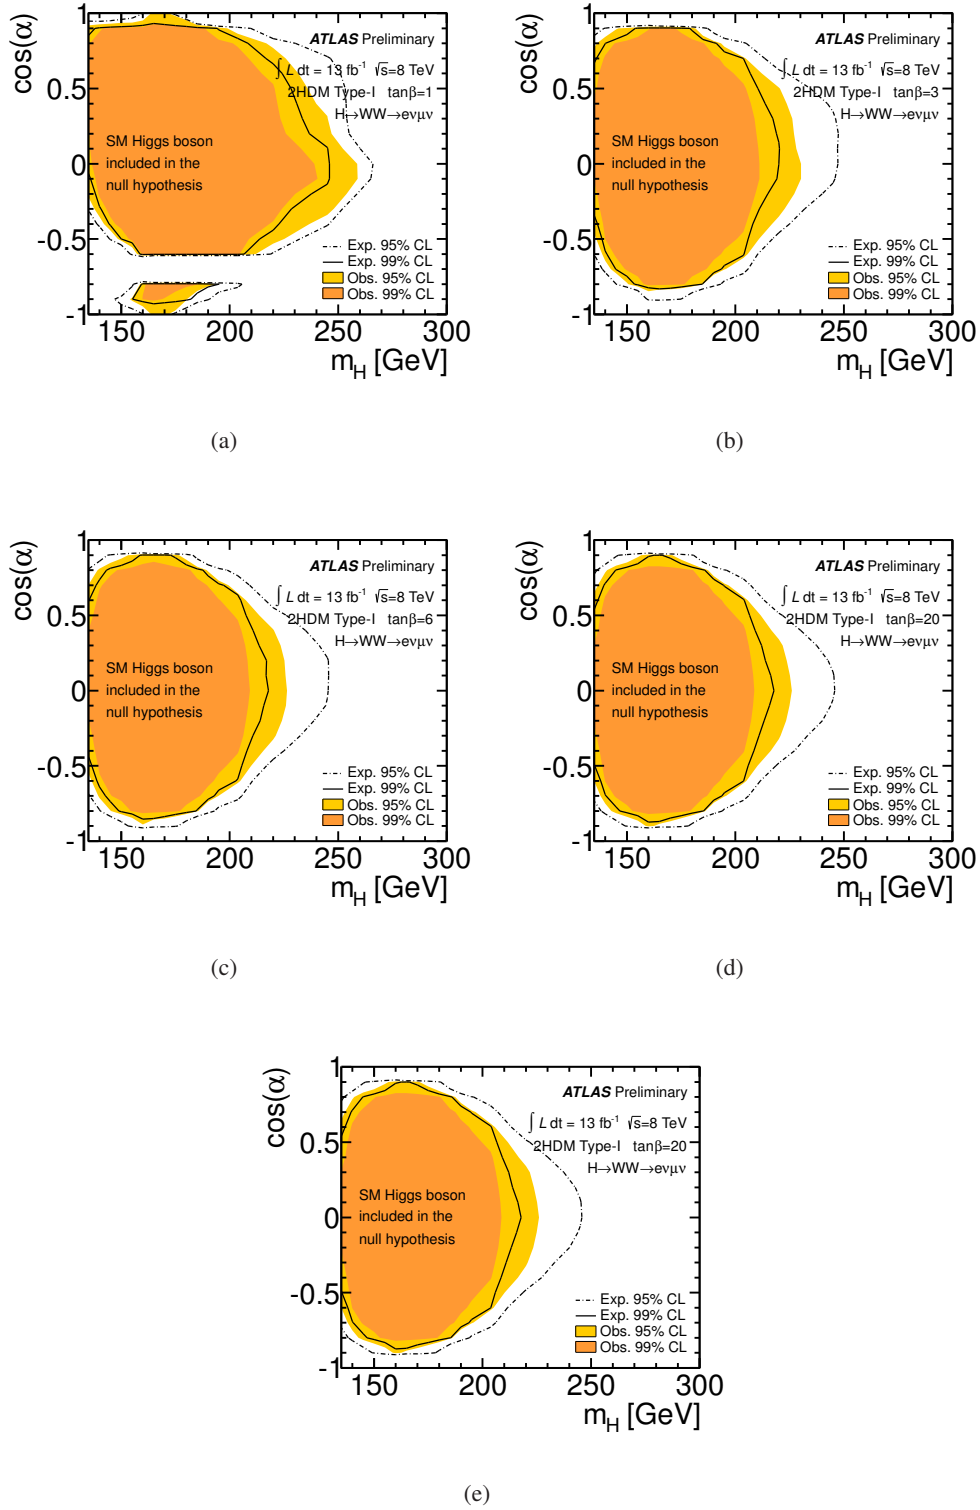 cos(α)
1
0.5
0
-0.5
-1
ATLAS Preliminary
∫ L dt = 13 fb⁻¹ √s=8 TeV
2HDM Type-I tanβ=1
H→WW→eνμν
SM Higgs boson
included in the
null hypothesis
Exp. 95% CL
Exp. 99% CL
Obs. 95% CL
Obs. 99% CL
150 200 250 300
m_H [GeV]
(a)
cos(α)
1
0.5
0
-0.5
-1
ATLAS Preliminary
∫ L dt = 13 fb⁻¹ √s=8 TeV
2HDM Type-I tanβ=3
H→WW→eνμν
SM Higgs boson
included in the
null hypothesis
Exp. 95% CL
Exp. 99% CL
Obs. 95% CL
Obs. 99% CL
150 200 250 300
m_H [GeV]
(b)
cos(α)
1
0.5
0
-0.5
-1
ATLAS Preliminary
∫ L dt = 13 fb⁻¹ √s=8 TeV
2HDM Type-I tanβ=6
H→WW→eνμν
SM Higgs boson
included in the
null hypothesis
Exp. 95% CL
Exp. 99% CL
Obs. 95% CL
Obs. 99% CL
150 200 250 300
m_H [GeV]
(c)
cos(α)
1
0.5
0
-0.5
-1
ATLAS Preliminary
∫ L dt = 13 fb⁻¹ √s=8 TeV
2HDM Type-I tanβ=20
H→WW→eνμν
SM Higgs boson
included in the
null hypothesis
Exp. 95% CL
Exp. 99% CL
Obs. 95% CL
Obs. 99% CL
150 200 250 300
m_H [GeV]
(d)
cos(α)
1
0.5
0
-0.5
-1
ATLAS Preliminary
∫ L dt = 13 fb⁻¹ √s=8 TeV
2HDM Type-I tanβ=20
H→WW→eνμν
SM Higgs boson
included in the
null hypothesis
Exp. 95% CL
Exp. 99% CL
Obs. 95% CL
Obs. 99% CL
150 200 250 300
m_H [GeV]
(e)